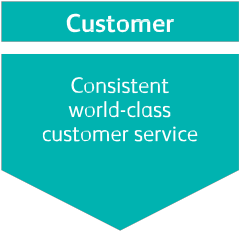 Customer
Consistent
world-class
customer service